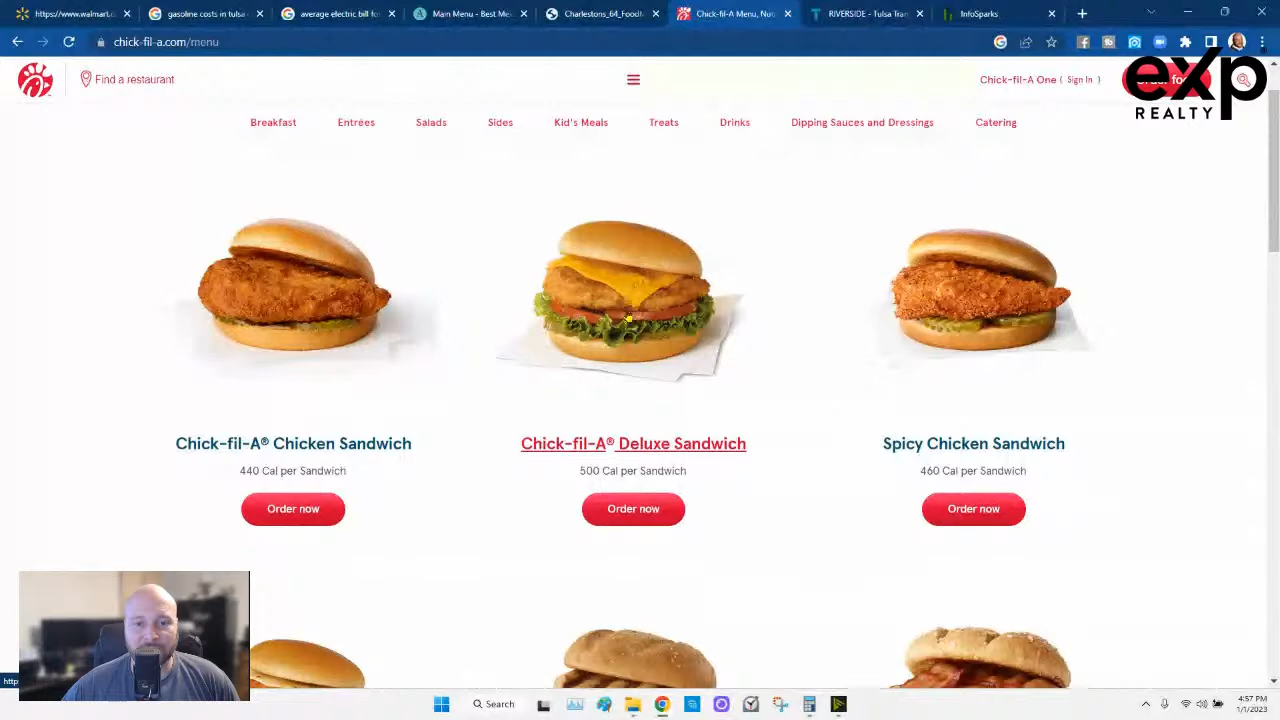 https://www.walmart.c
gasoline costs in tulsa
average electric bill fo
Main Menu - Best Me
Charlestons_64_FoodM
Chick-fil-A Menu, Nut
RIVERSIDE - Tulsa Tran
InfoSparks
chick-fil-a.com/menu
Find a restaurant
Chick-fil-A One ( Sign In )
exp
REALTY
Breakfast
Entrées
Salads
Sides
Kid's Meals
Treats
Drinks
Dipping Sauces and Dressings
Catering
Chick-fil-A® Chicken Sandwich
Chick-fil-A® Deluxe Sandwich
Spicy Chicken Sandwich
440 Cal per Sandwich
500 Cal per Sandwich
460 Cal per Sandwich
Order now
Order now
Order now
Search
4:57 PM
1/1/2023